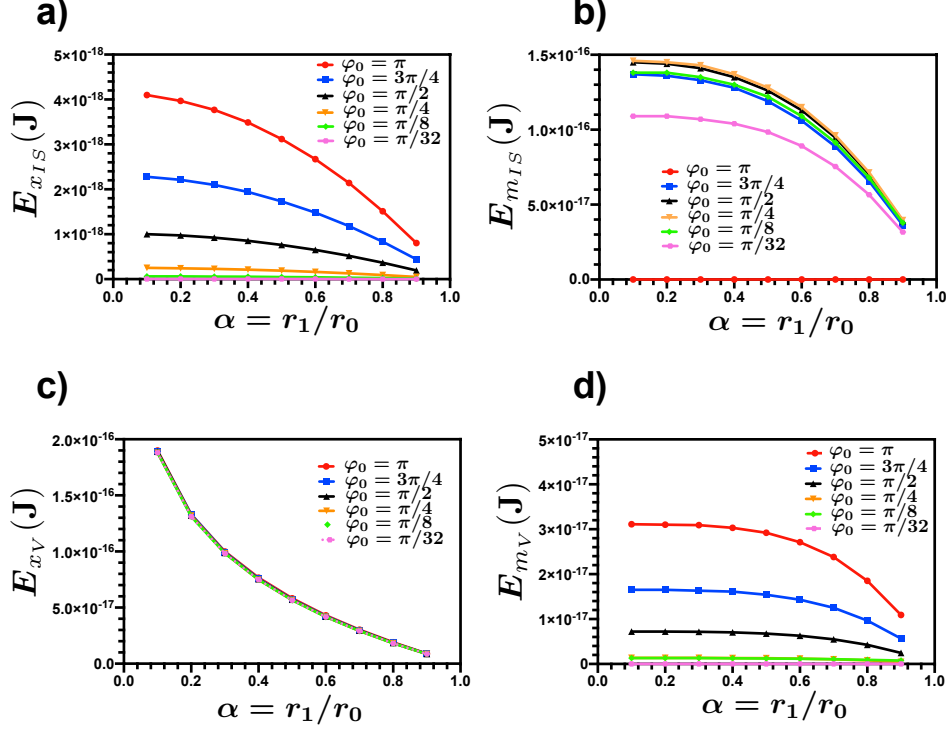 a)
E_{x_{IS}}(J)
5×10⁻¹⁸
4×10⁻¹⁸
3×10⁻¹⁸
2×10⁻¹⁸
1×10⁻¹⁸
0
0.0 0.2 0.4 0.6 0.8 1.0
α = r₁/r₀
φ₀ = π
φ₀ = 3π/4
φ₀ = π/2
φ₀ = π/4
φ₀ = π/8
φ₀ = π/32
b)
E_{m_{IS}}(J)
1.5×10⁻¹⁶
1.0×10⁻¹⁶
5.0×10⁻¹⁷
0.0
0.0 0.2 0.4 0.6 0.8 1.0
α = r₁/r₀
φ₀ = π
φ₀ = 3π/4
φ₀ = π/2
φ₀ = π/4
φ₀ = π/8
φ₀ = π/32
c)
E_{x_V}(J)
2.0×10⁻¹⁶
1.5×10⁻¹⁶
1.0×10⁻¹⁶
5.0×10⁻¹⁷
0.0
0.0 0.2 0.4 0.6 0.8 1.0
α = r₁/r₀
φ₀ = π
φ₀ = 3π/4
φ₀ = π/2
φ₀ = π/4
φ₀ = π/8
φ₀ = π/32
d)
E_{m_V}(J)
5×10⁻¹⁷
4×10⁻¹⁷
3×10⁻¹⁷
2×10⁻¹⁷
1×10⁻¹⁷
0
0.0 0.2 0.4 0.6 0.8 1.0
α = r₁/r₀
φ₀ = π
φ₀ = 3π/4
φ₀ = π/2
φ₀ = π/4
φ₀ = π/8
φ₀ = π/32